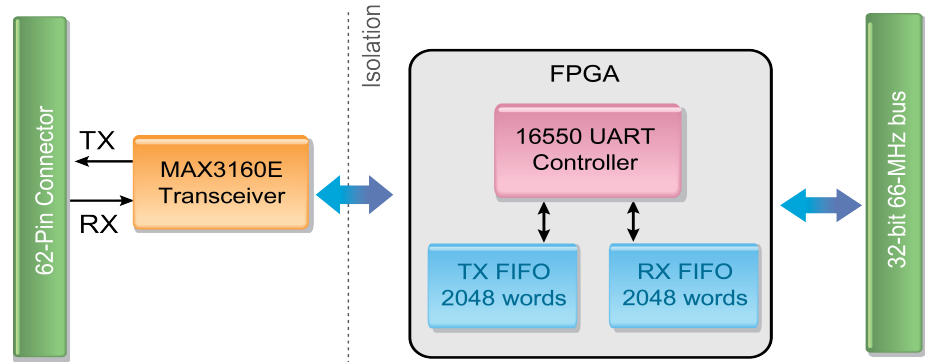 62-Pin Connector
TX
RX
MAX3160E
Transceiver
Isolation
FPGA
16550 UART
Controller
TX FIFO
2048 words
RX FIFO
2048 words
32-bit 66-MHz bus